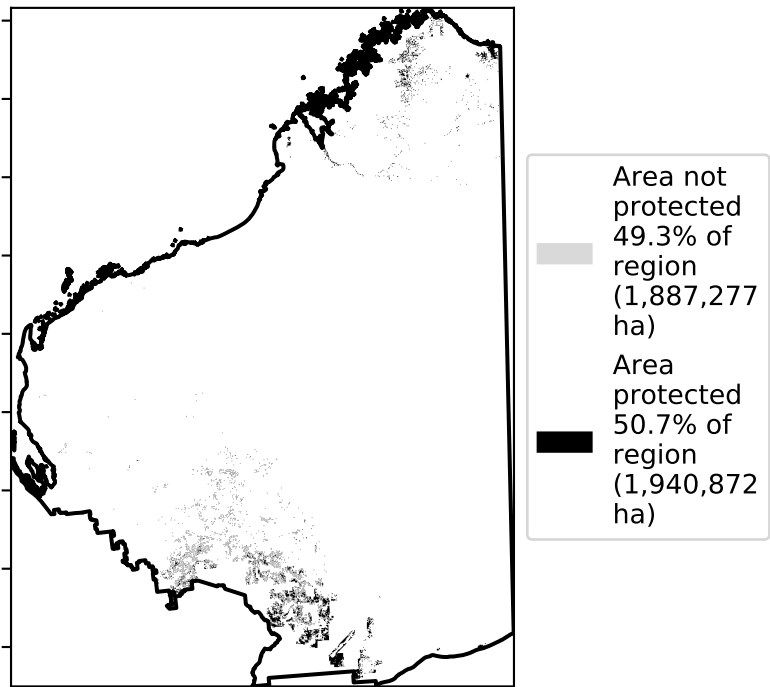 Area not
protected
49.3% of
region
(1,887,277
ha)
Area
protected
50.7% of
region
(1,940,872
ha)